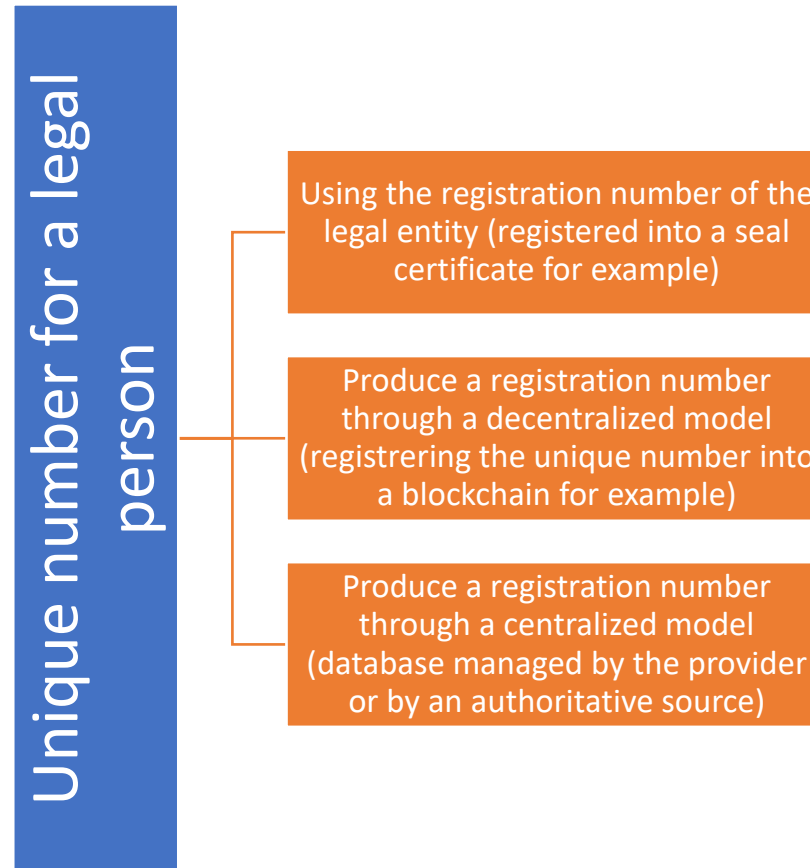 Unique number for a legal
person
Using the registration number of the
legal entity (registered into a seal
certificate for example)
Produce a registration number
through a decentralized model
(registrering the unique number into
a blockchain for example)
Produce a registration number
through a centralized model
(database managed by the provider
or by an authoritative source)